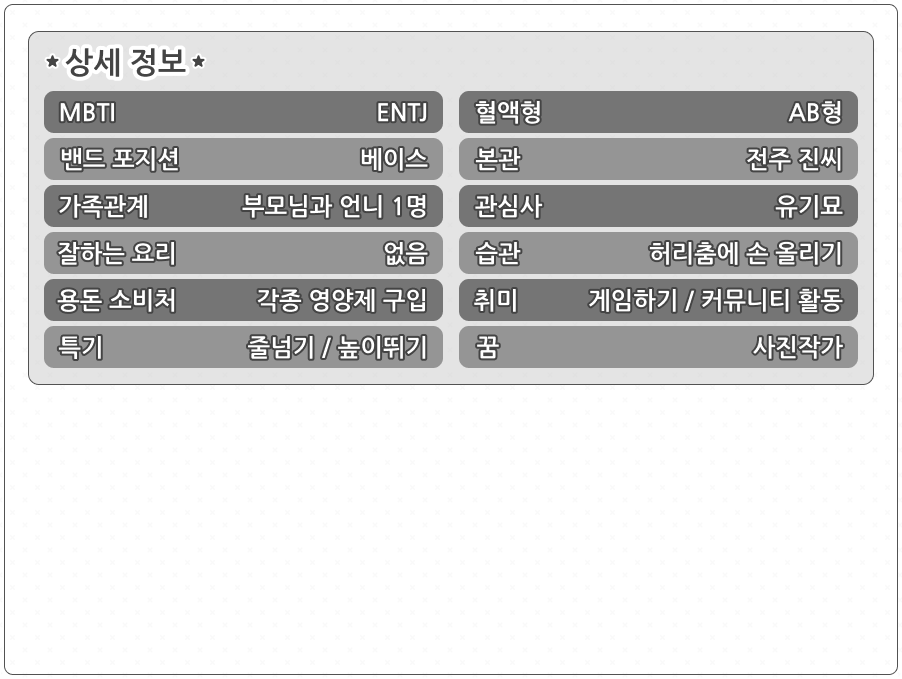 ★상세 정보★
MBTI ENTJ
혈액형 AB형
밴드 포지션 베이스
본관 전주 진씨
가족관계 부모님과 언니 1명
관심사 유기묘
잘하는 요리 없음
습관 허리춤에 손 올리기
용돈 소비처 각종 영양제 구입
취미 게임하기 / 커뮤니티 활동
특기 줄넘기 / 높이뛰기
꿈 사진작가